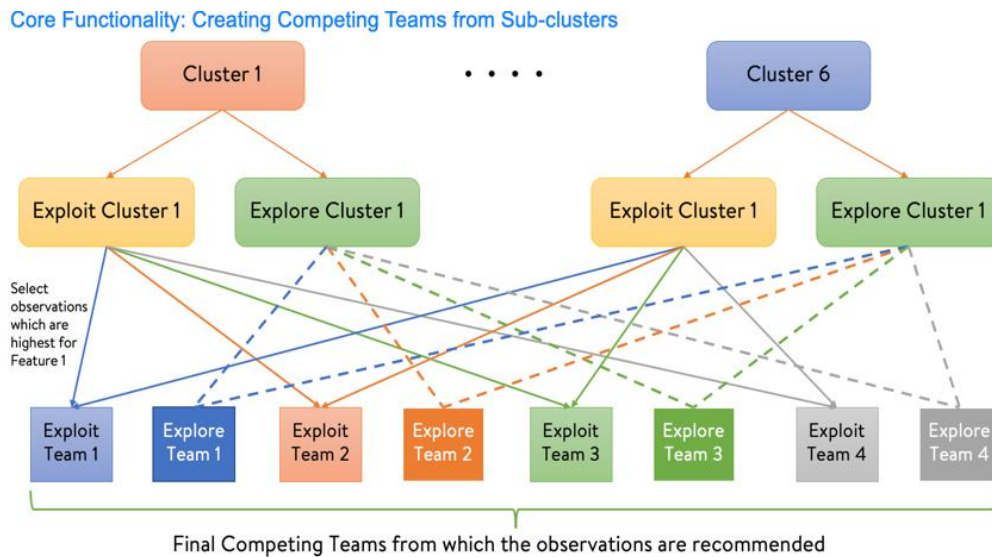 Core Functionality: Creating Competing Teams from Sub-clusters
Cluster 1
. . . .
Cluster 6
Exploit Cluster 1
Explore Cluster 1
Exploit Cluster 1
Explore Cluster 1
Select
observations
which are
highest for
Feature 1
Exploit
Team 1
Explore
Team 1
Exploit
Team 2
Explore
Team 2
Exploit
Team 3
Explore
Team 3
Exploit
Team 4
Explore
Team 4
Final Competing Teams from which the observations are recommended